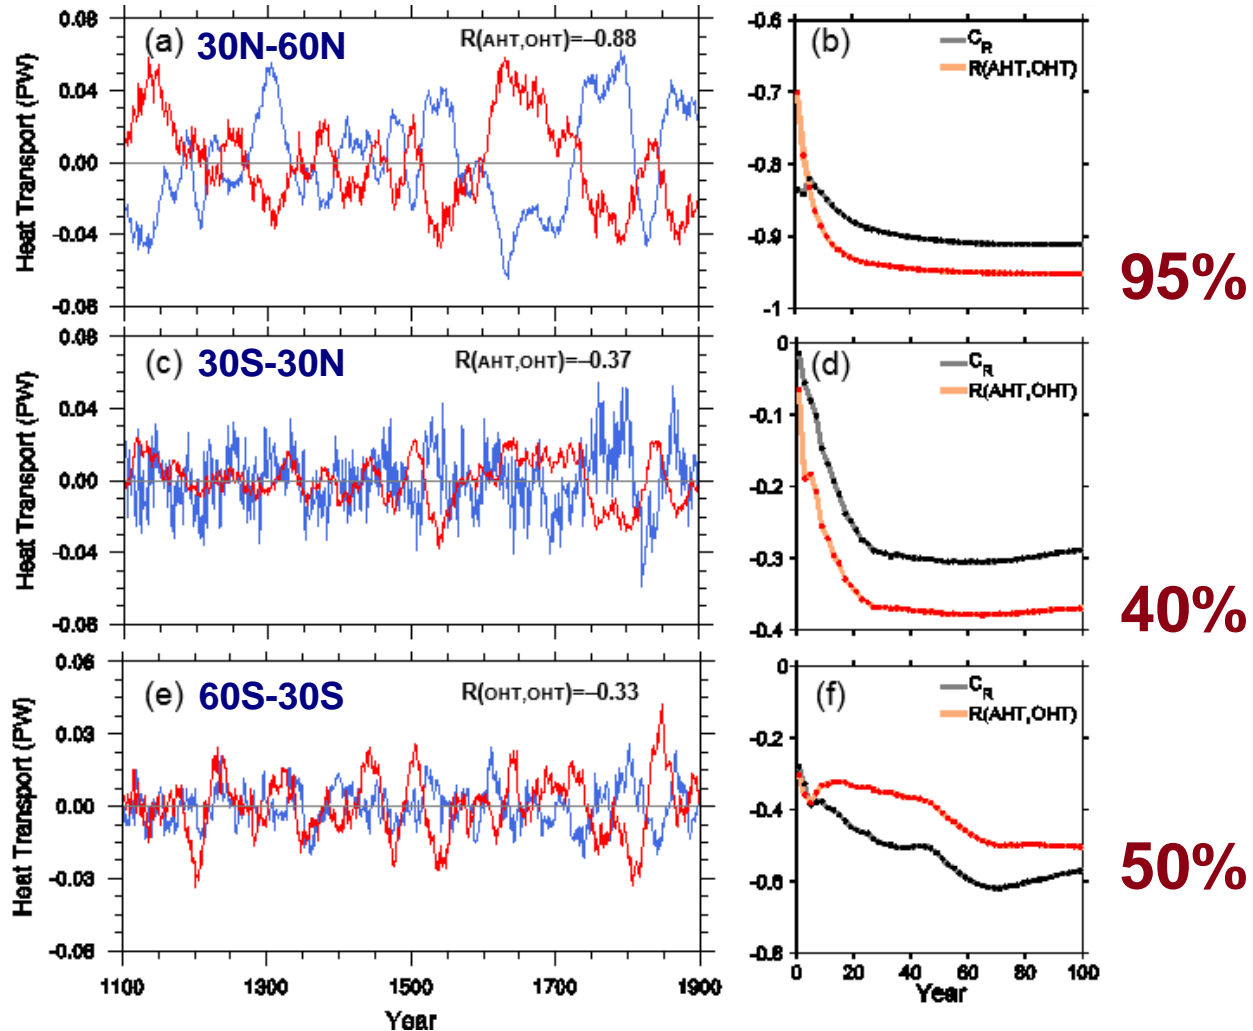 (a) 30N-60N R(AHT,OHT)=–0.88
Heat Transport (PW)
0.08
0.04
0.00
-0.04
-0.08
(b)
C_R
R(AHT,OHT)
-0.6
-0.7
-0.8
-0.9
-1
95%
(c) 30S-30N R(AHT,OHT)=–0.37
Heat Transport (PW)
0.08
0.04
0.00
-0.04
-0.08
(d)
C_R
R(AHT,OHT)
0
-0.1
-0.2
-0.3
-0.4
40%
(e) 60S-30S R(OHT,OHT)=–0.33
Heat Transport (PW)
0.06
0.03
0.00
-0.03
-0.06
1100 1300 1500 1700 1900
Year
(f)
C_R
R(AHT,OHT)
0
-0.2
-0.4
-0.6
-0.8
0 20 40 60 80 100
Year
50%